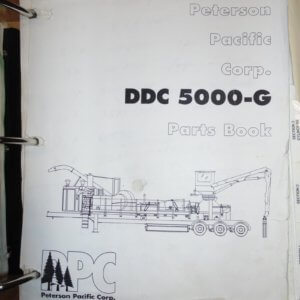 Peterson
Pacific
Corp.
DDC 5000-G
Parts Book
PPC
Peterson Pacific Corp.